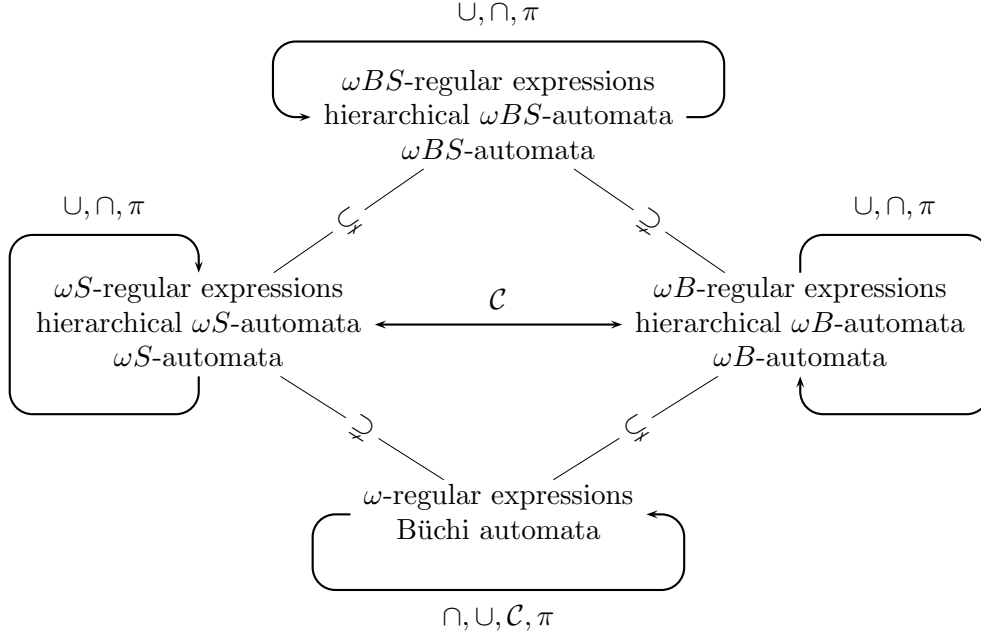 ∪, ∩, π
ωBS-regular expressions
hierarchical ωBS-automata
ωBS-automata
⊊
⊊
∪, ∩, π
∪, ∩, π
ωS-regular expressions
hierarchical ωS-automata
ωS-automata
C
ωB-regular expressions
hierarchical ωB-automata
ωB-automata
⊊
⊊
ω-regular expressions
Büchi automata
∩, ∪, C, π